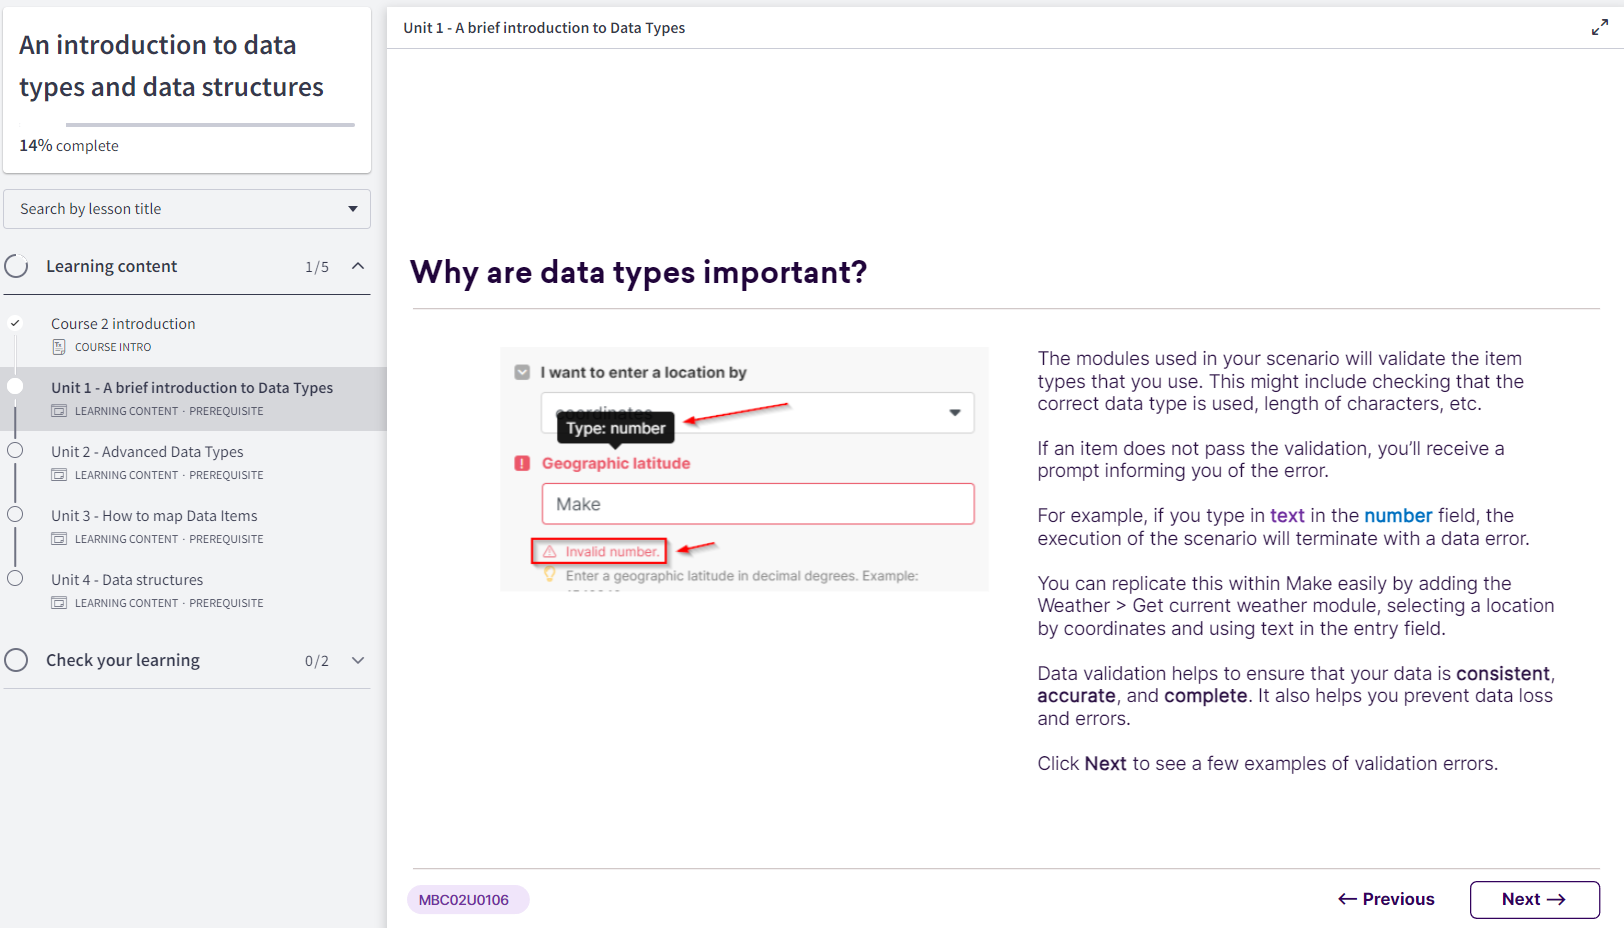 An introduction to data
types and data structures
14% complete
Search by lesson title
Learning content 1/5
Course 2 introduction
COURSE INTRO
Unit 1 - A brief introduction to Data Types
LEARNING CONTENT · PREREQUISITE
Unit 2 - Advanced Data Types
LEARNING CONTENT · PREREQUISITE
Unit 3 - How to map Data Items
LEARNING CONTENT · PREREQUISITE
Unit 4 - Data structures
LEARNING CONTENT · PREREQUISITE
Check your learning 0/2
Unit 1 - A brief introduction to Data Types
Why are data types important?
I want to enter a location by
coordinates
Type: number
Geographic latitude
Make
Invalid number.
Enter a geographic latitude in decimal degrees. Example:
The modules used in your scenario will validate the item
types that you use. This might include checking that the
correct data type is used, length of characters, etc.
If an item does not pass the validation, you’ll receive a
prompt informing you of the error.
For example, if you type in text in the number field, the
execution of the scenario will terminate with a data error.
You can replicate this within Make easily by adding the
Weather > Get current weather module, selecting a location
by coordinates and using text in the entry field.
Data validation helps to ensure that your data is consistent,
accurate, and complete. It also helps you prevent data loss
and errors.
Click Next to see a few examples of validation errors.
MBC02U0106
← Previous
Next →